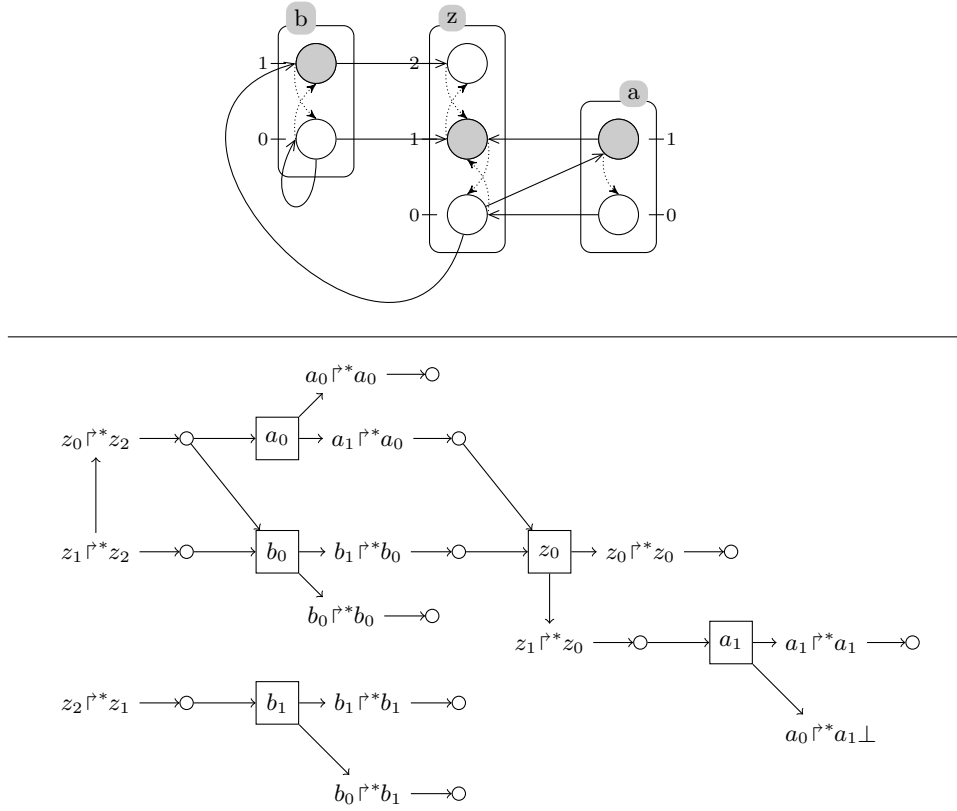 b z
a
1 2
0 1 1
0 0
a₀ ↱* a₀
z₀ ↱* z₂ a₀ a₁ ↱* a₀
z₁ ↱* z₂ b₀ b₁ ↱* b₀ z₀ z₀ ↱* z₀
b₀ ↱* b₀
z₁ ↱* z₀ a₁ a₁ ↱* a₁
z₂ ↱* z₁ b₁ b₁ ↱* b₁
a₀ ↱* a₁⊥
b₀ ↱* b₁